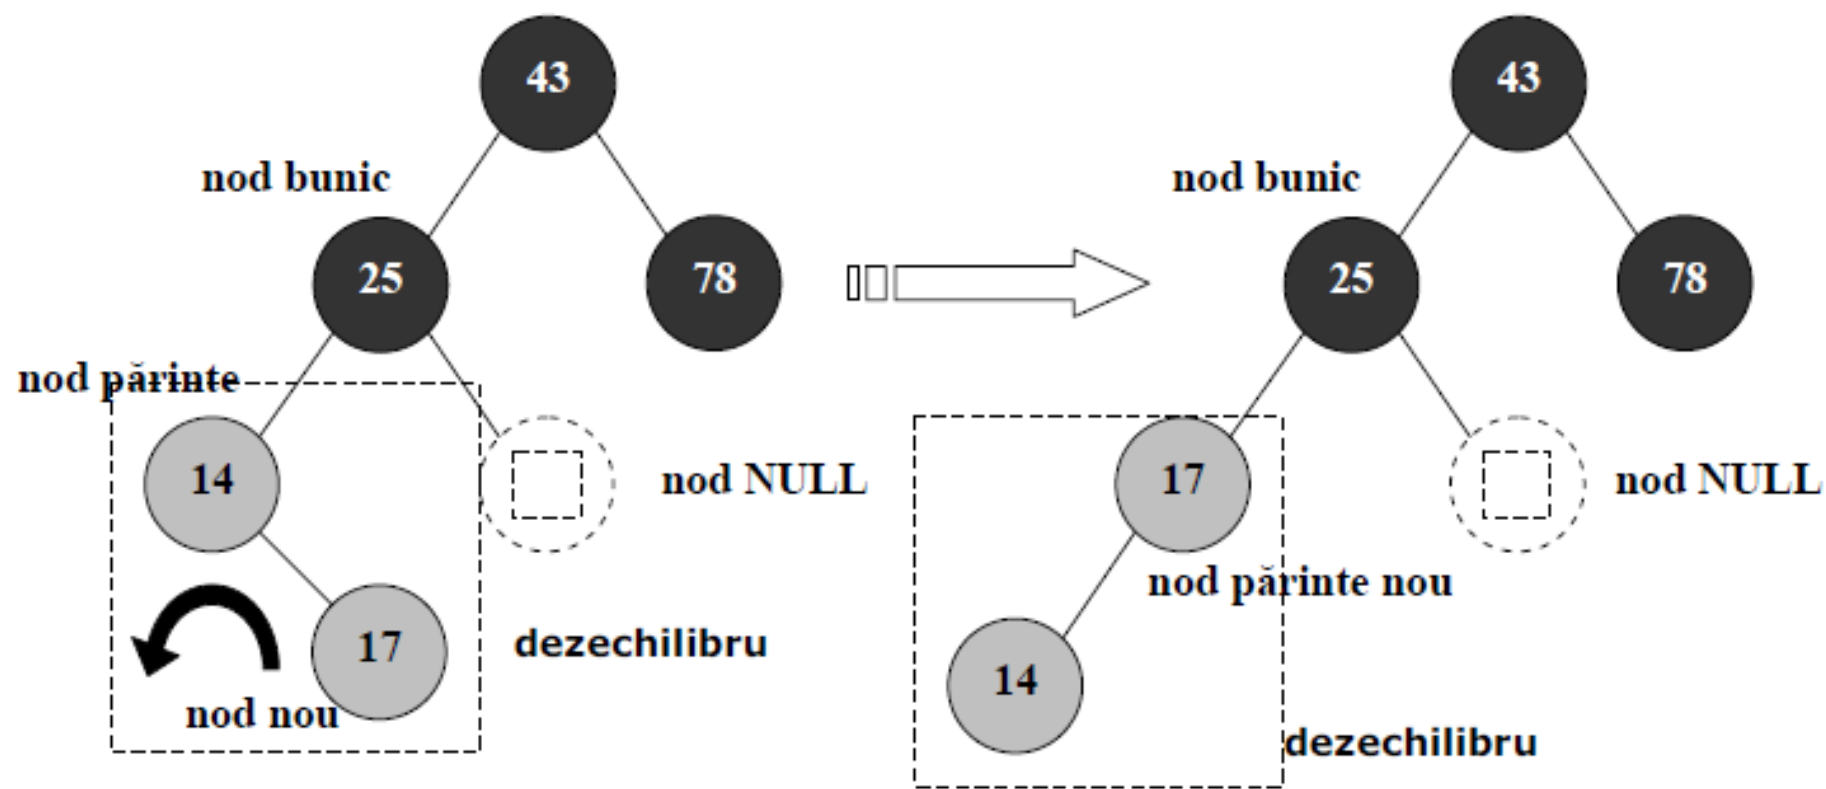 43
nod bunic
25
78
nod părinte
14
nod NULL
17
dezechilibru
nod nou
43
nod bunic
25
78
17
nod NULL
nod părinte nou
14
dezechilibru